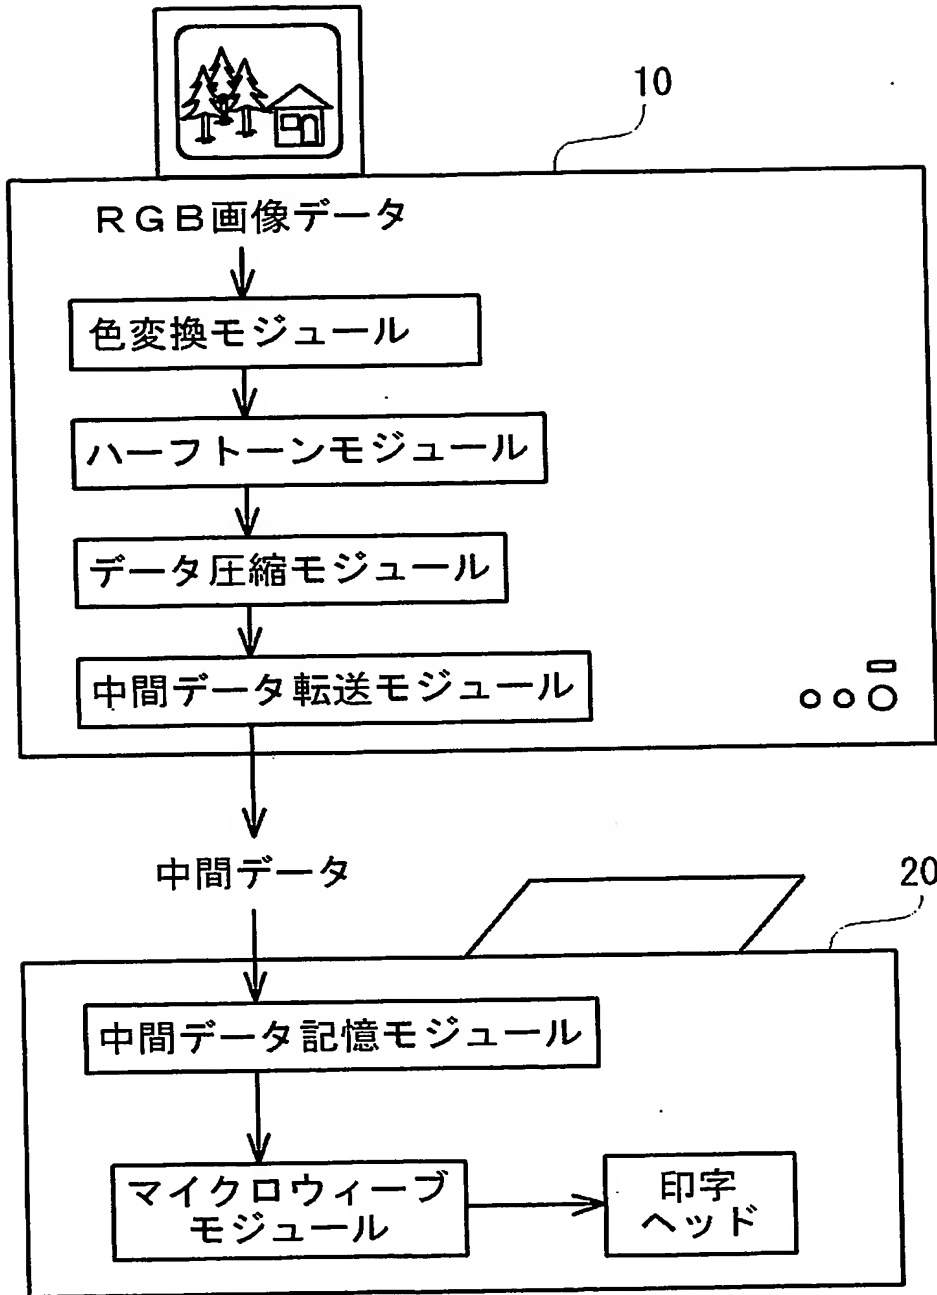 10
RGB画像データ
色変換モジュール
ハーフトーンモジュール
データ圧縮モジュール
中間データ転送モジュール
中間データ
20
中間データ記憶モジュール
マイクロウィーブ
モジュール
印字
ヘッド